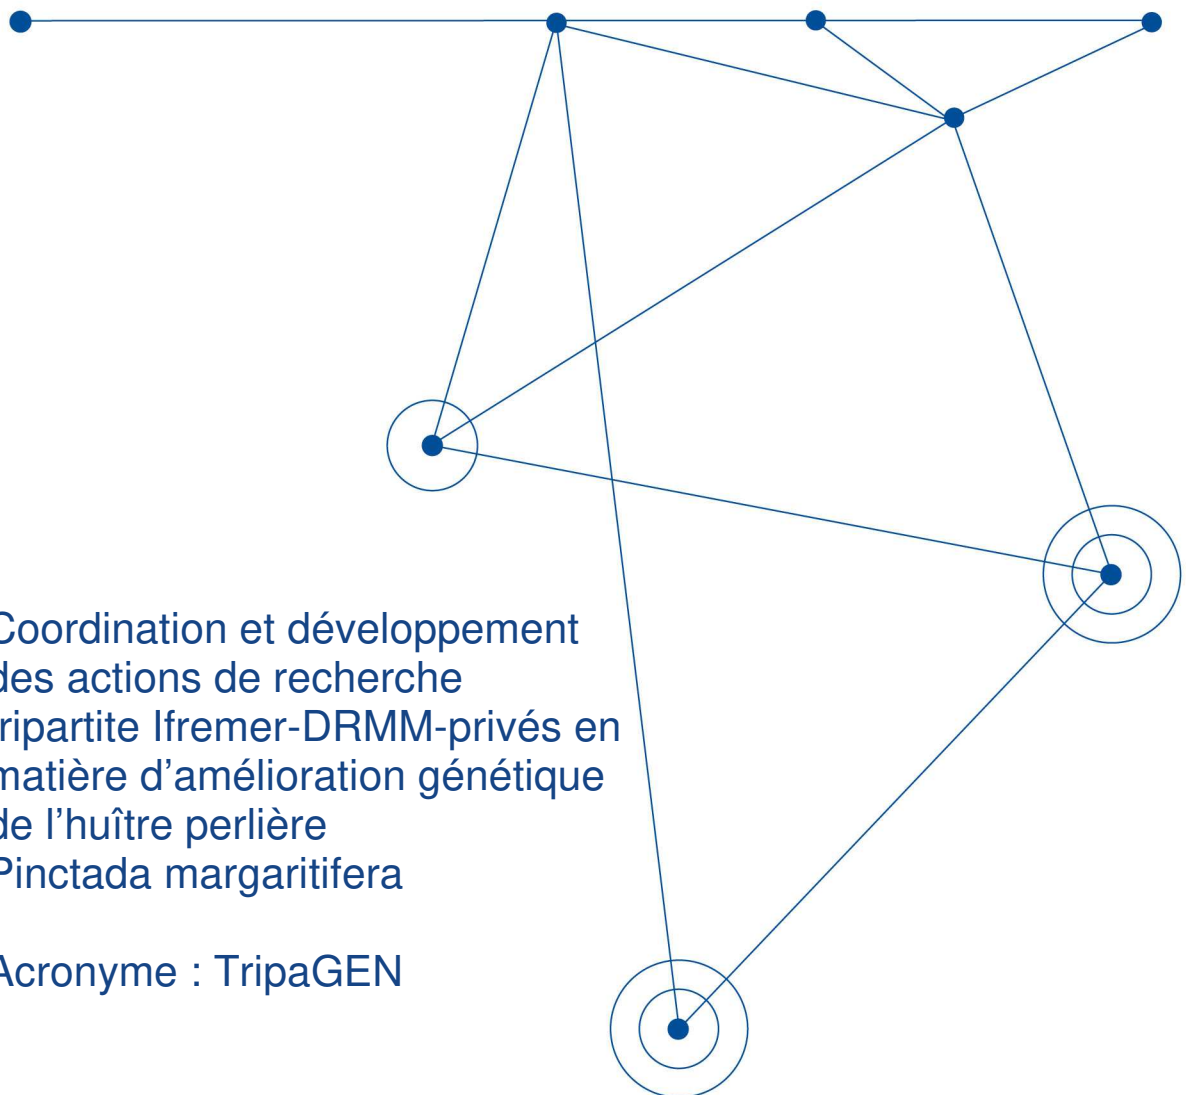 Coordination et développement
des actions de recherche
tripartite Ifremer-DRMM-privés en
matière d'amélioration génétique
de l'huître perlière
Pinctada margaritifera
Acronyme : TripaGEN